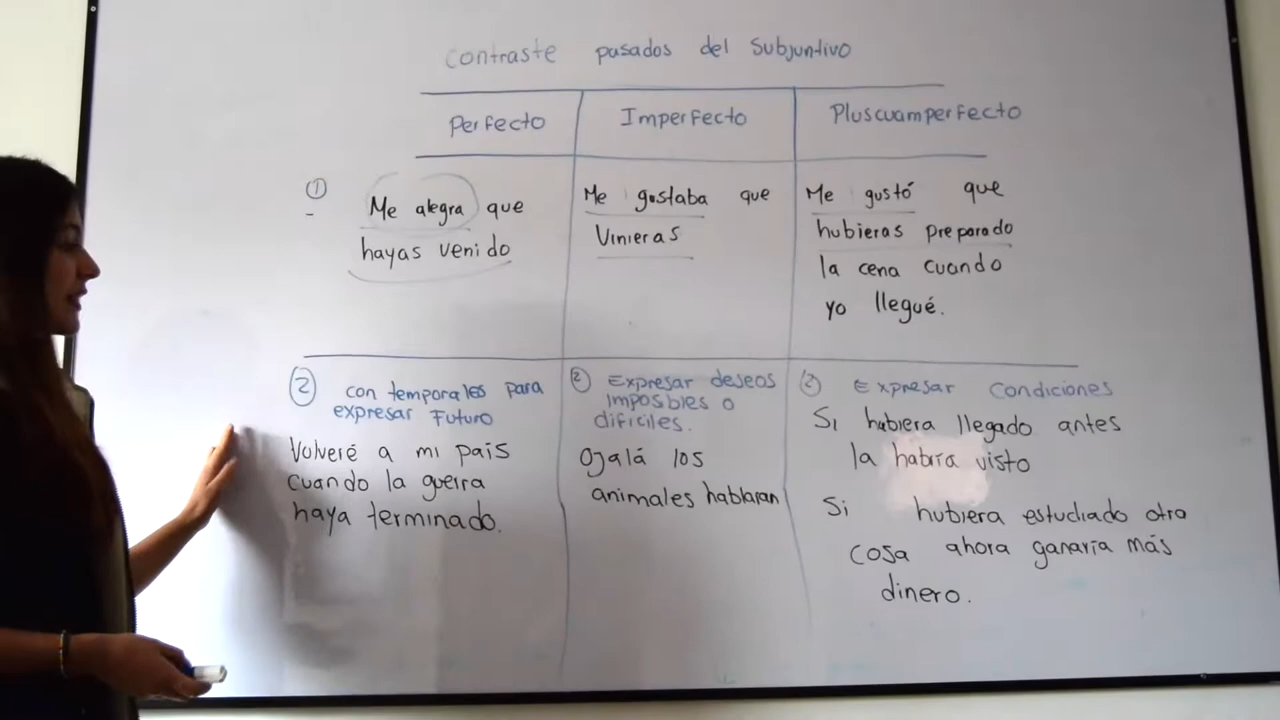 Contraste pasados del Subjuntivo
Perfecto
Imperfecto
Pluscuamperfecto
①
Me alegra que
hayas venido
Me gustaba que
Vinieras
Me gustó que
hubieras preparado
la cena cuando
yo llegué.
② con temporales para
expresar Futuro
Volveré a mi país
cuando la guerra
haya terminado.
② Expresar deseos
imposbles o
dificiles.
Ojalá los
animales hablaran
② Expresar Condiciones
Si hubiera llegado antes
la habría visto
Si hubiera estudiado otra
cosa ahora ganaría más
dinero.